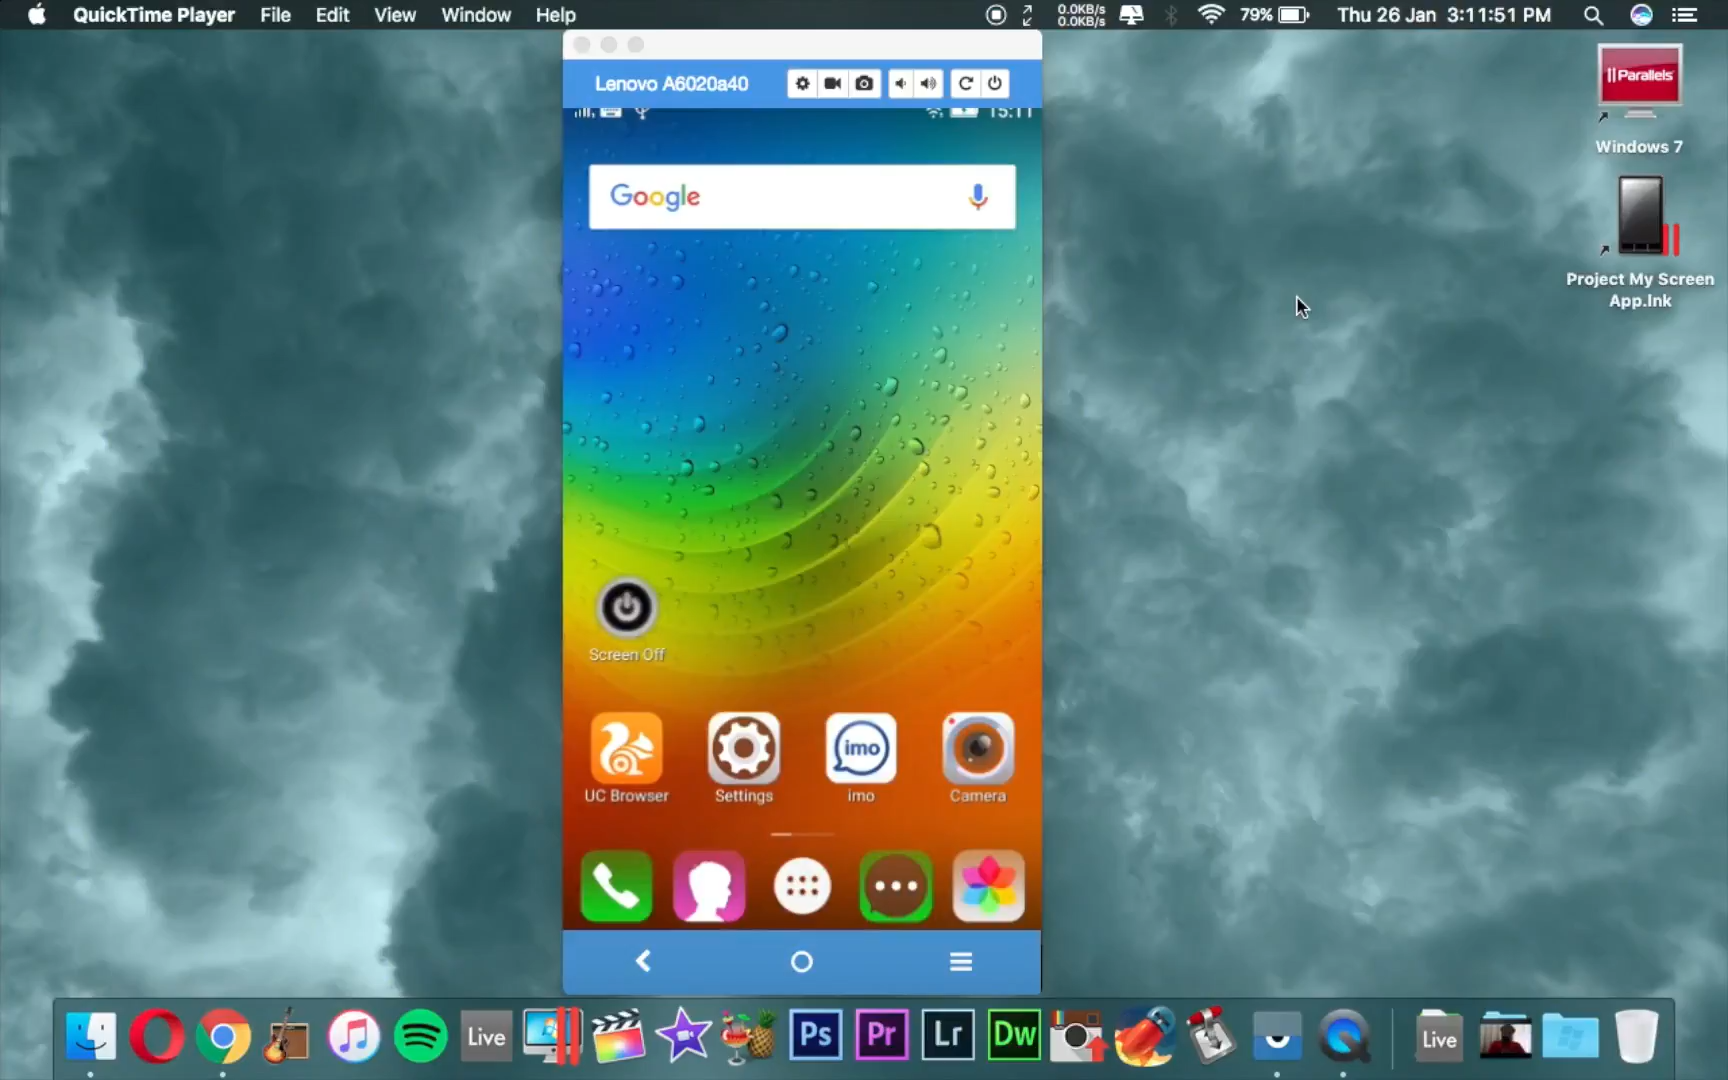 QuickTime Player File Edit View Window Help 0.0KB/s 0.0KB/s 79% Thu 26 Jan 3:11:51 PM
Lenovo A6020a40
15:11
Parallels
Windows 7
Google
Project My Screen
App.lnk
Screen Off
imo
UC Browser Settings imo Camera
Live Ps Pr Lr Dw Live